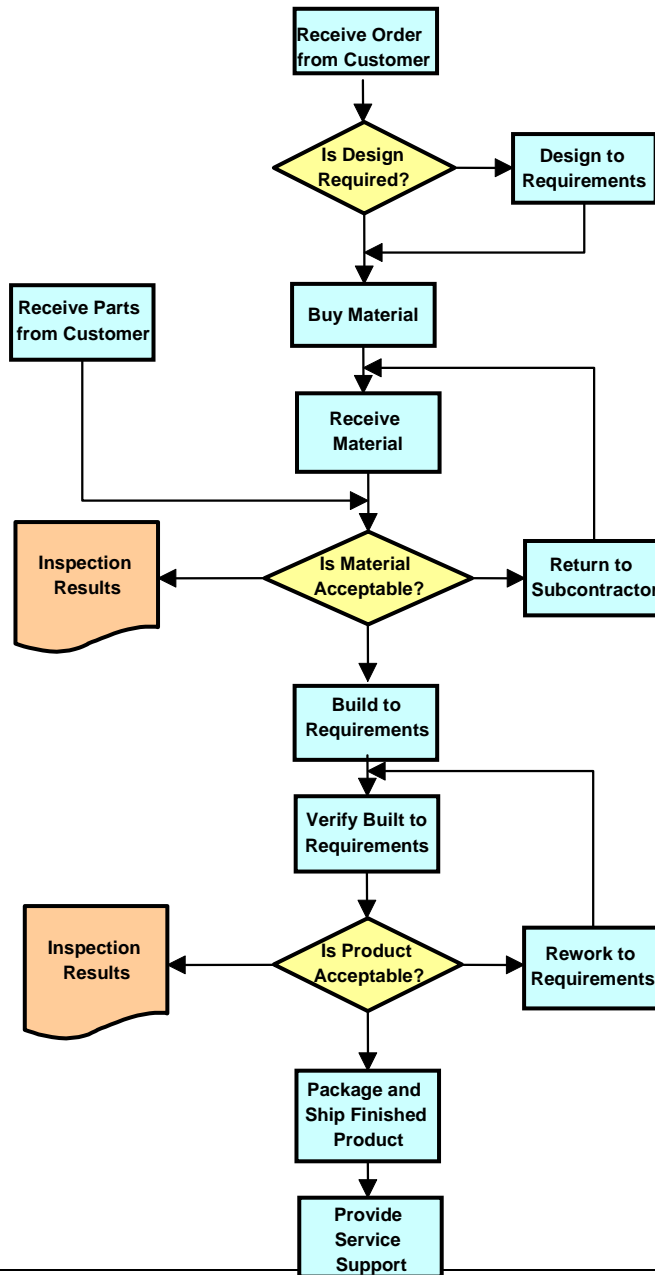 Receive Order
from Customer
Is Design
Required?
Design to
Requirements
Receive Parts
from Customer
Buy Material
Receive
Material
Inspection
Results
Is Material
Acceptable?
Return to
Subcontractor
Build to
Requirements
Verify Built to
Requirements
Inspection
Results
Is Product
Acceptable?
Rework to
Requirements
Package and
Ship Finished
Product
Provide
Service
Support